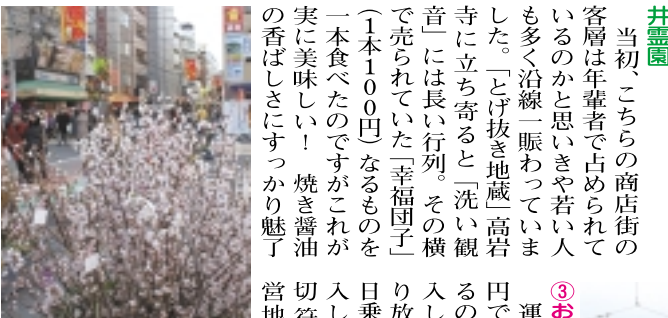 井霊園
当初、こちらの商店街の
客層は年輩者で占められて
いるのかと思いきや若い人
も多く沿線一賑わっていま
した。「とげ抜き地蔵」高岩
寺に立ち寄ると「洗い観
音」には長い行列。その横
で売られていた「幸福団子」
（1本100円）なるものを
一本食べたのですがこれが
実に美味しい！　焼き醤油
の香ばしさにすっかり魅了
③お
運
円で
るの
入し
り放
日乗
入し
切符
営地